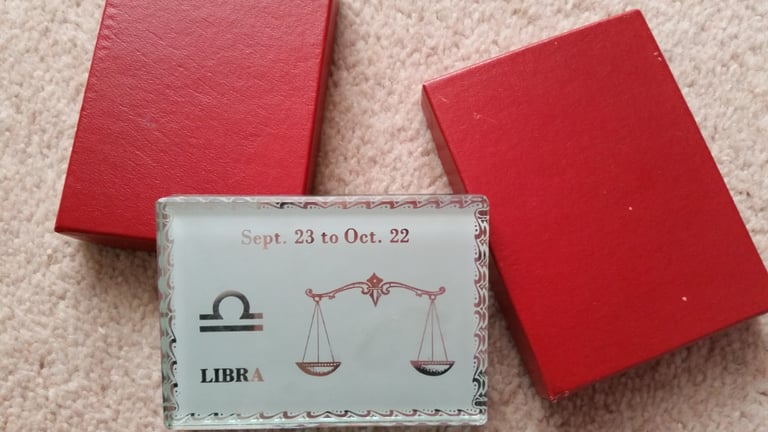 Sept. 23 to Oct. 22
LIBRA